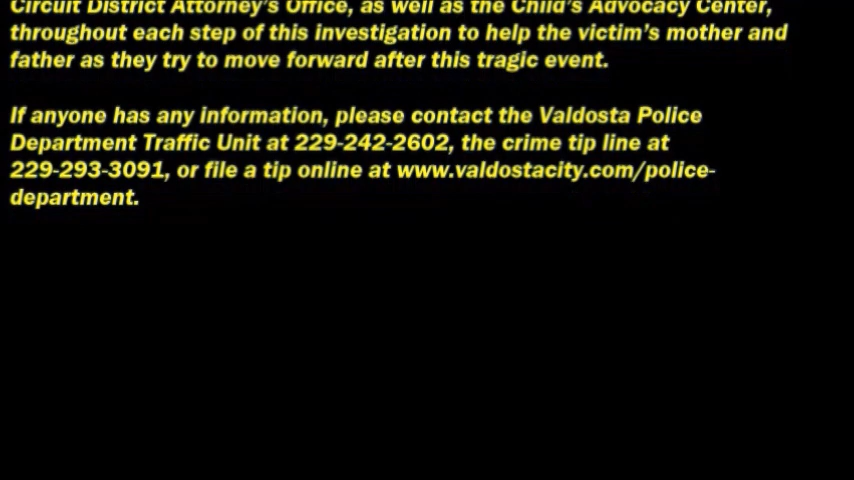 Circuit District Attorney's Office, as well as the Child's Advocacy Center,
throughout each step of this investigation to help the victim's mother and
father as they try to move forward after this tragic event.
If anyone has any information, please contact the Valdosta Police
Department Traffic Unit at 229-242-2602, the crime tip line at
229-293-3091, or file a tip online at www.valdostacity.com/police-
department.